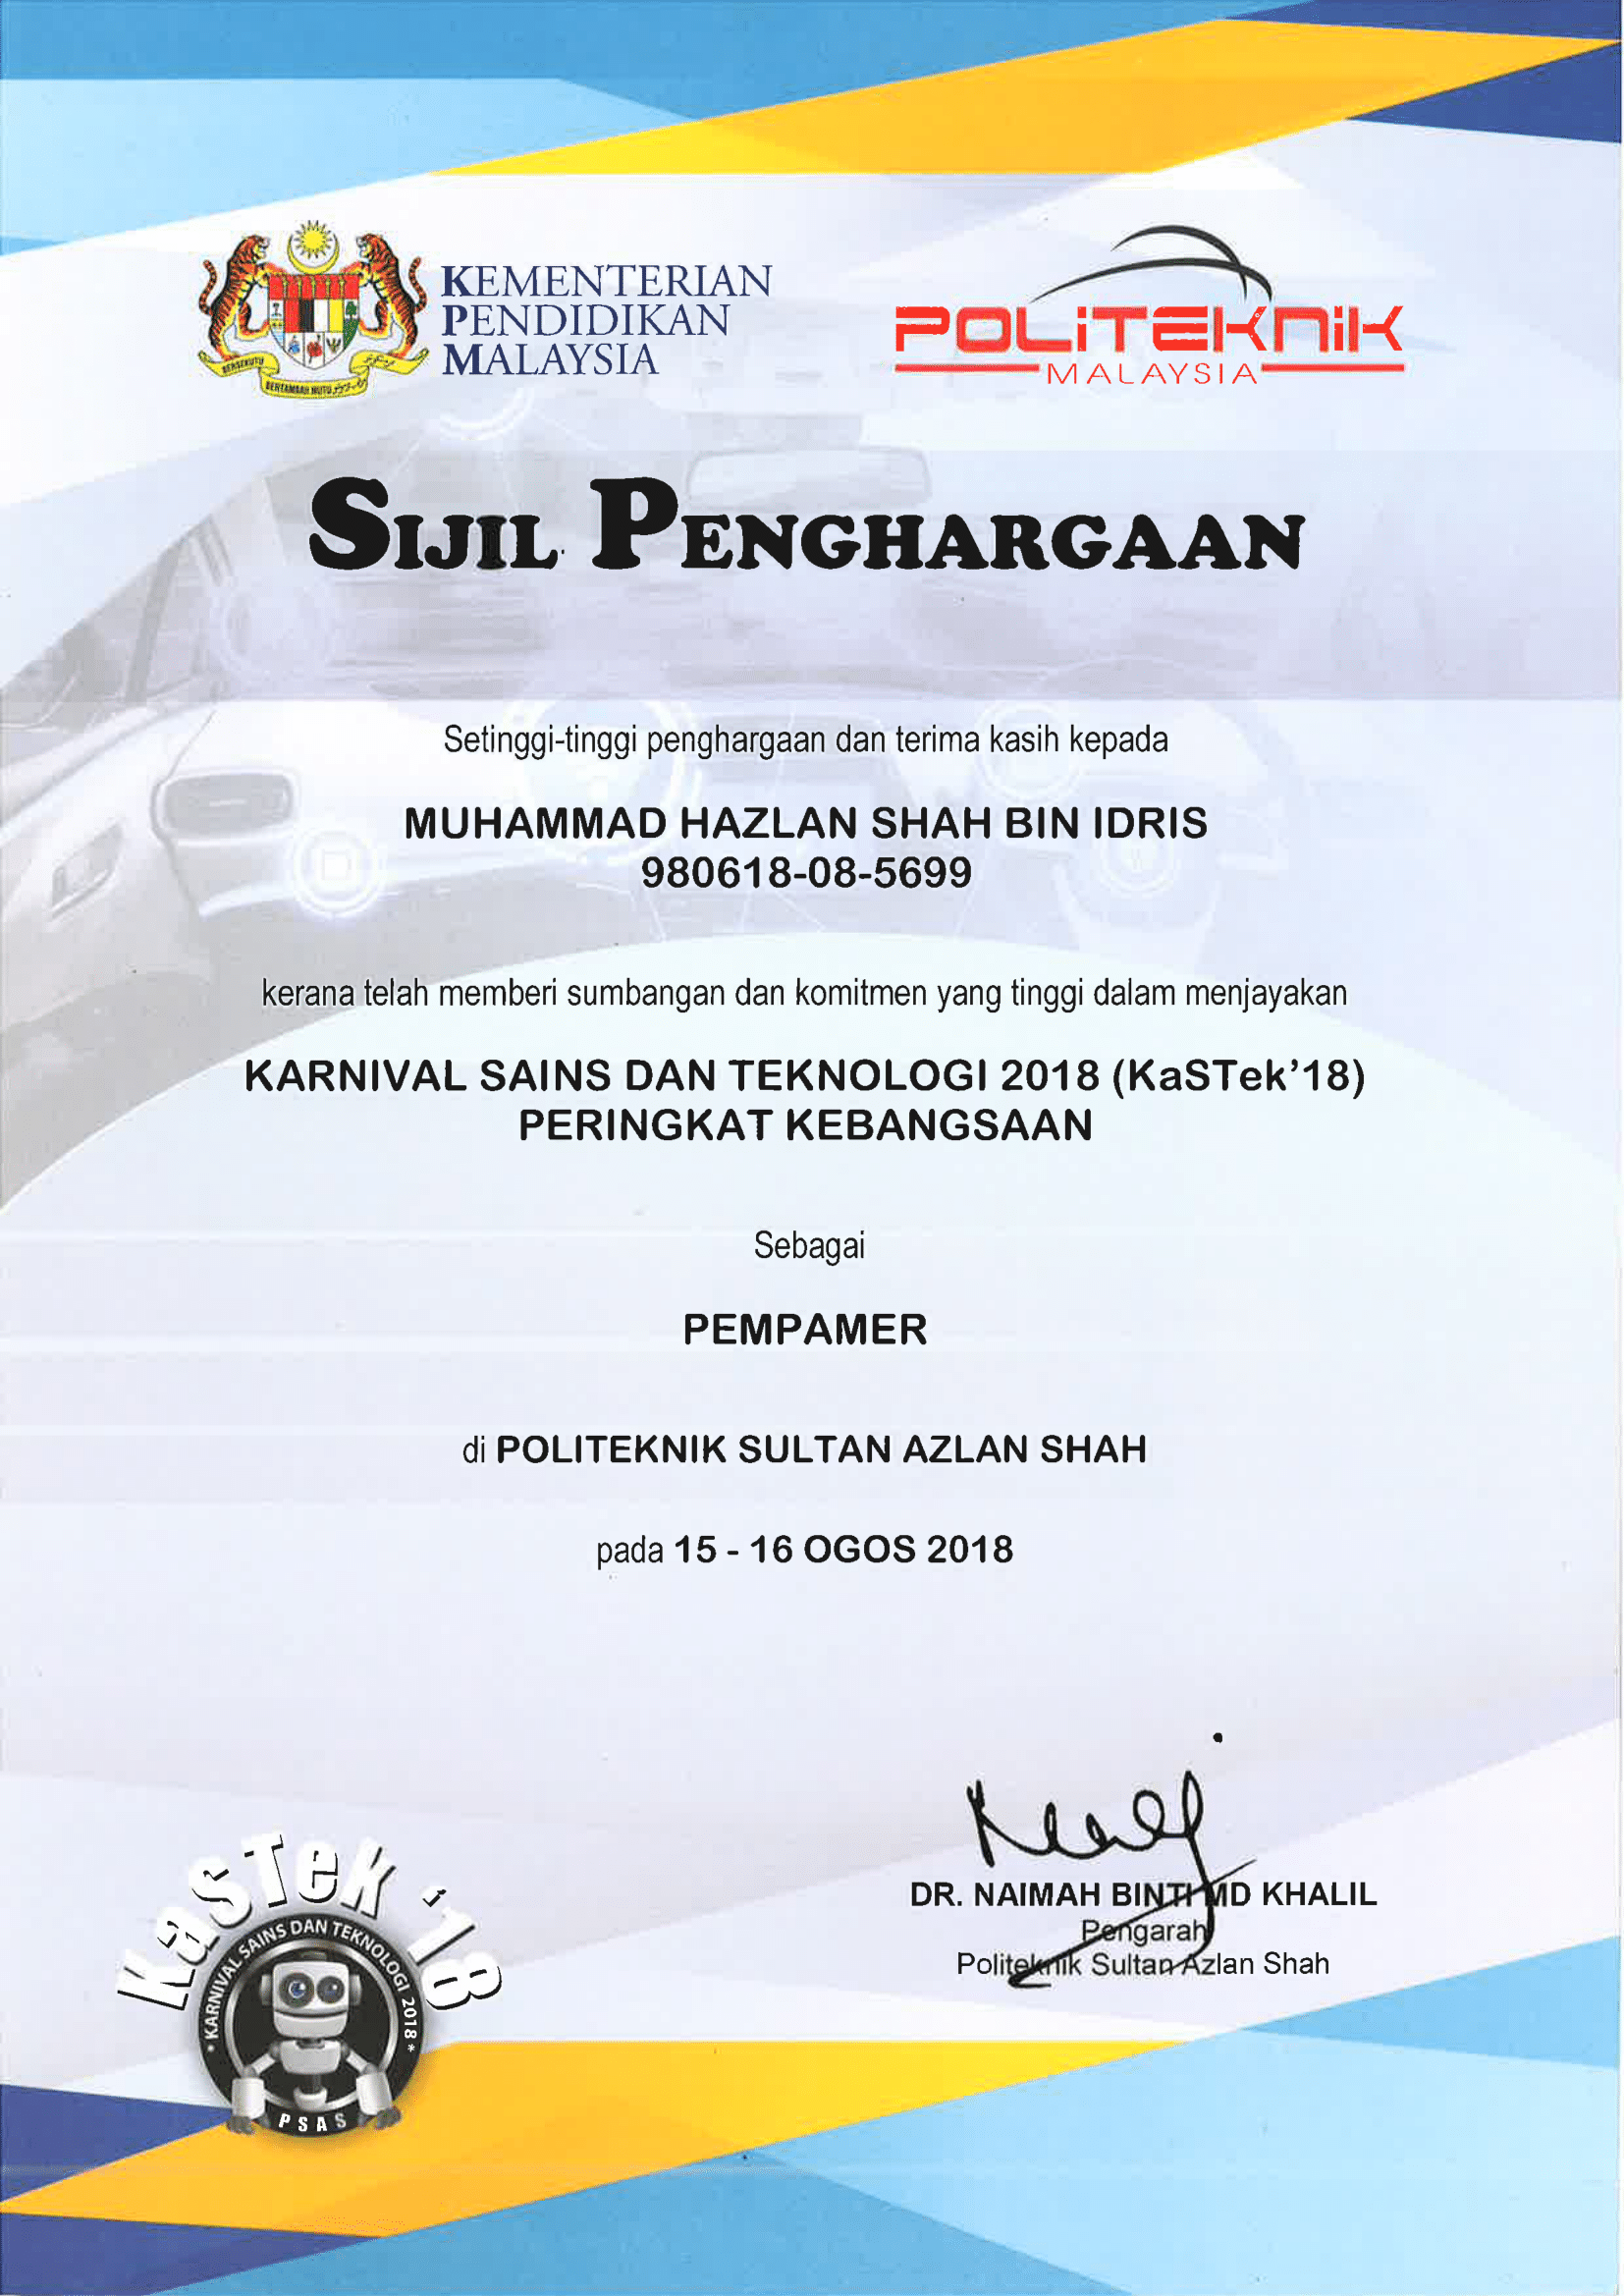 KEMENTERIAN
PENDIDIKAN
MALAYSIA
BERSEKUTU
BERTAMBAH MUTU
POLiTEKniK
MALAYSIA
SIJIL PENGHARGAAN
Setinggi-tinggi penghargaan dan terima kasih kepada
MUHAMMAD HAZLAN SHAH BIN IDRIS
980618-08-5699
kerana telah memberi sumbangan dan komitmen yang tinggi dalam menjayakan
KARNIVAL SAINS DAN TEKNOLOGI 2018 (KaSTek’18)
PERINGKAT KEBANGSAAN
Sebagai
PEMPAMER
di POLITEKNIK SULTAN AZLAN SHAH
pada 15 - 16 OGOS 2018
DR. NAIMAH BINTI MD KHALIL
Pengarah
Politeknik Sultan Azlan Shah
KaSTeK '18
* KARNIVAL SAINS DAN TEKNOLOGI 2018 *
PSAS